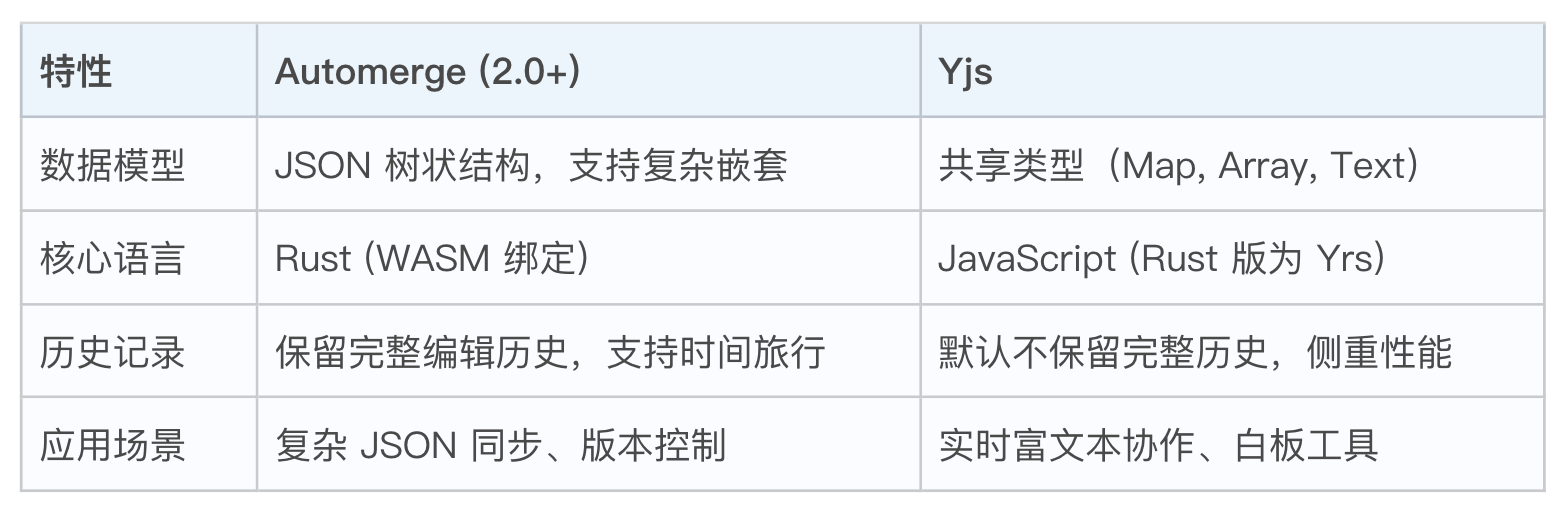 特性 Automerge (2.0+) Yjs
数据模型 JSON 树状结构，支持复杂嵌套 共享类型（Map, Array, Text）
核心语言 Rust (WASM 绑定) JavaScript (Rust 版为 Yrs)
历史记录 保留完整编辑历史，支持时间旅行 默认不保留完整历史，侧重性能
应用场景 复杂 JSON 同步、版本控制 实时富文本协作、白板工具